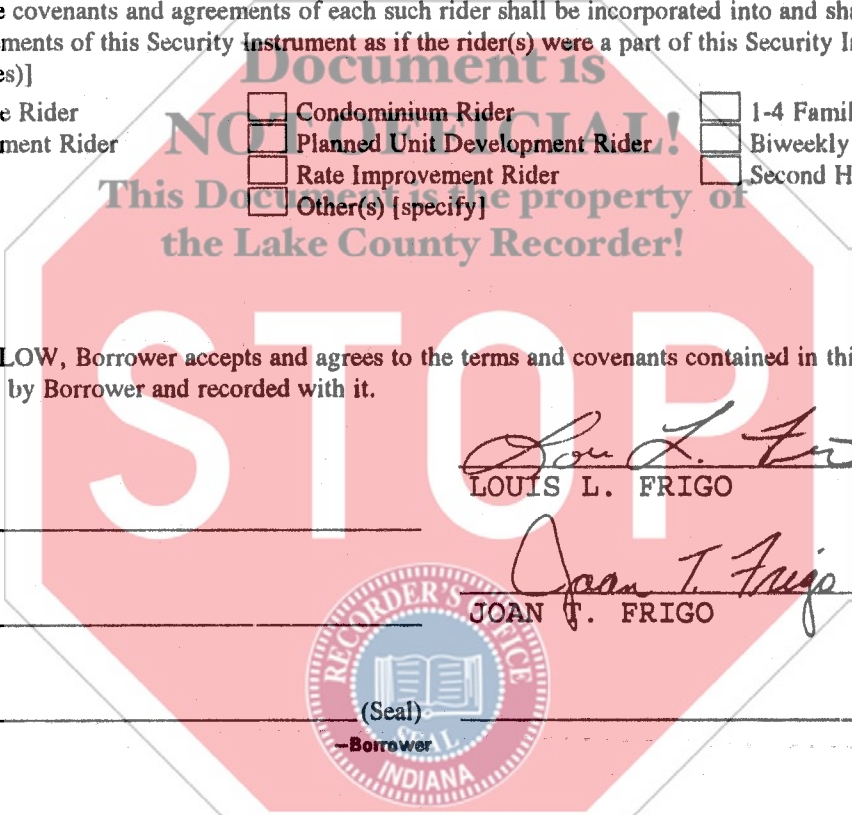 e covenants and agreements of each such rider shall be incorporated into and sha
ments of this Security Instrument as if the rider(s) were a part of this Security I
es)]
Document is
NOT OFFICIAL!
This Document is the property of
the Lake County Recorder!
e Rider Condominium Rider 1-4 Famil
ment Rider Planned Unit Development Rider Biweekly
Rate Improvement Rider Second H
Other(s) [specify]
STOP
LOW, Borrower accepts and agrees to the terms and covenants contained in thi
by Borrower and recorded with it.
Lou L.
LOUIS L. FRIGO
Joan T. Frigo
JOAN T. FRIGO
(Seal)
—Borrower
RECORDER'S OFFICE
SEAL
INDIANA